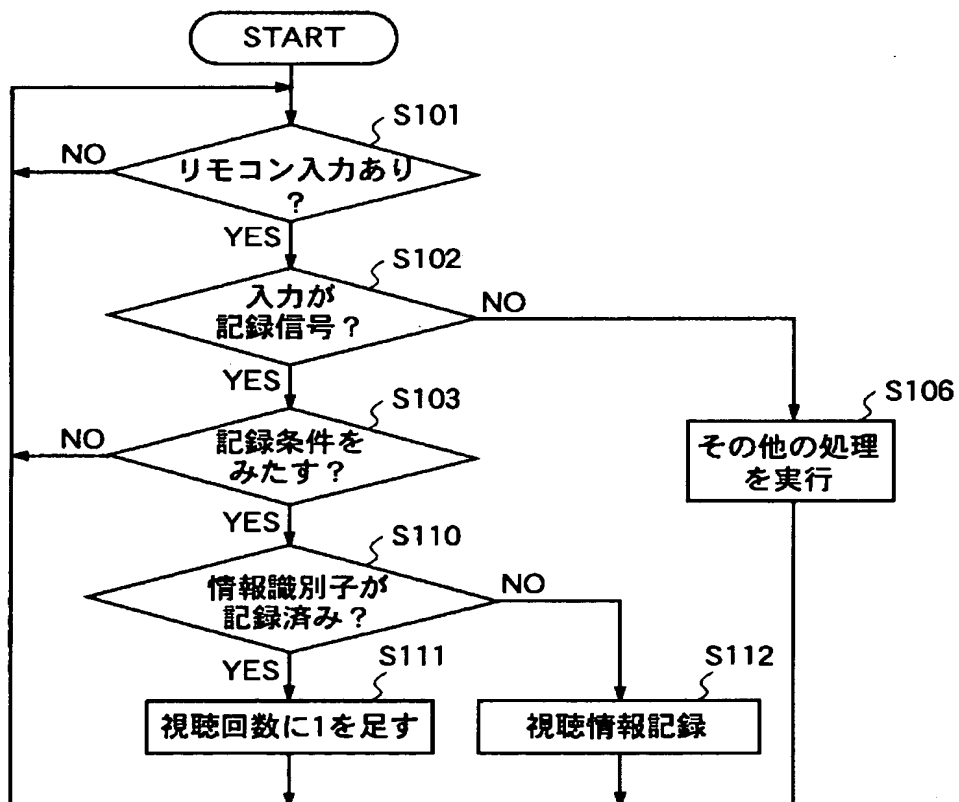 START
S101
NO
リモコン入力あり
?
YES
S102
入力が
記録信号?
NO
YES
S103
NO
記録条件を
みたす?
S106
その他の処理
を実行
YES
S110
情報識別子が
記録済み?
NO
YES
S111
視聴回数に1を足す
S112
視聴情報記録